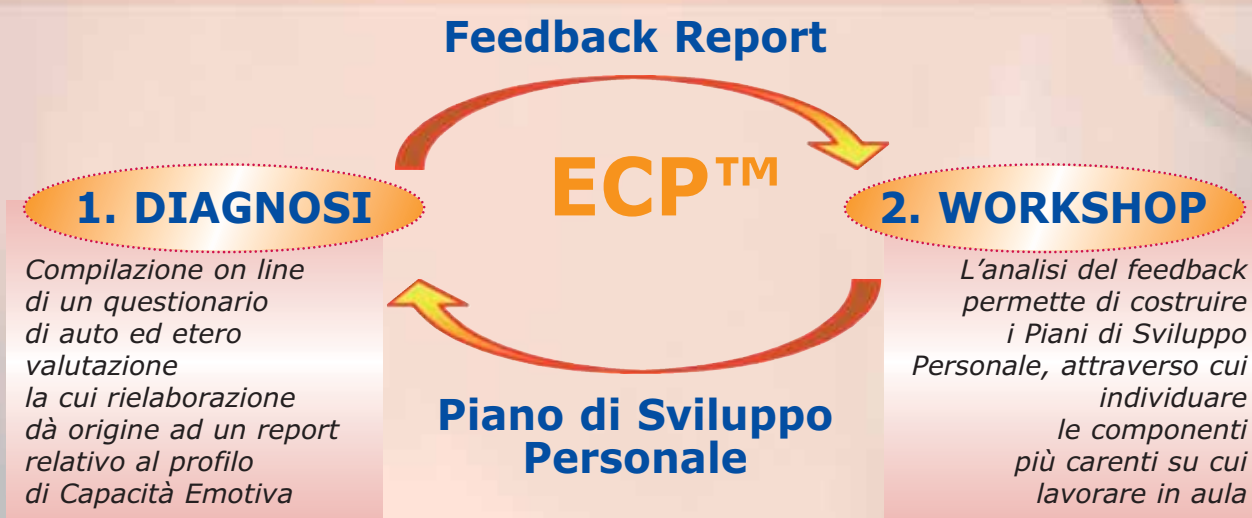 Feedback Report
ECP™
1. DIAGNOSI
Compilazione on line
di un questionario
di auto ed etero
valutazione
la cui rielaborazione
dà origine ad un report
relativo al profilo
di Capacità Emotiva
2. WORKSHOP
L'analisi del feedback
permette di costruire
i Piani di Sviluppo
Personale, attraverso cui
individuare
le componenti
più carenti su cui
lavorare in aula
Piano di Sviluppo
Personale